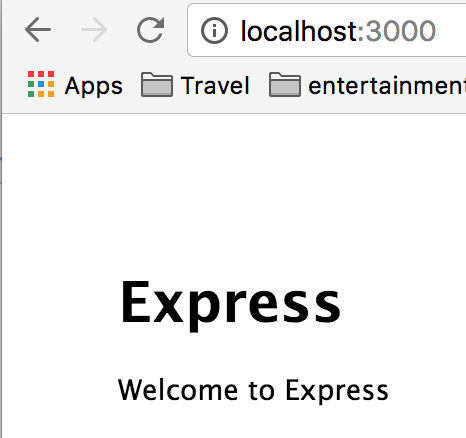 localhost:3000
Apps Travel entertainment
Express
Welcome to Express